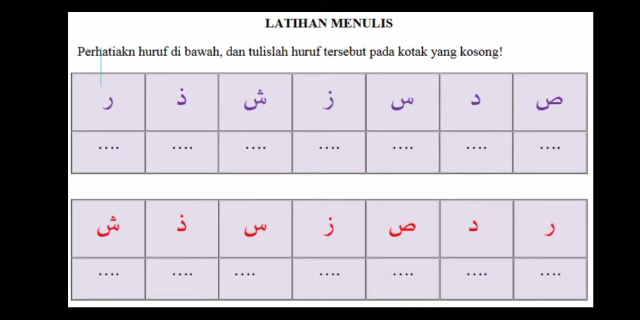 LATIHAN MENULIS
Perhatiakn huruf di bawah, dan tulislah huruf tersebut pada kotak yang kosong!
ر ذ ش ز س د ص
.... .... .... .... .... .... ....
ش ذ س ز ص د ر
.... .... .... .... .... .... ....